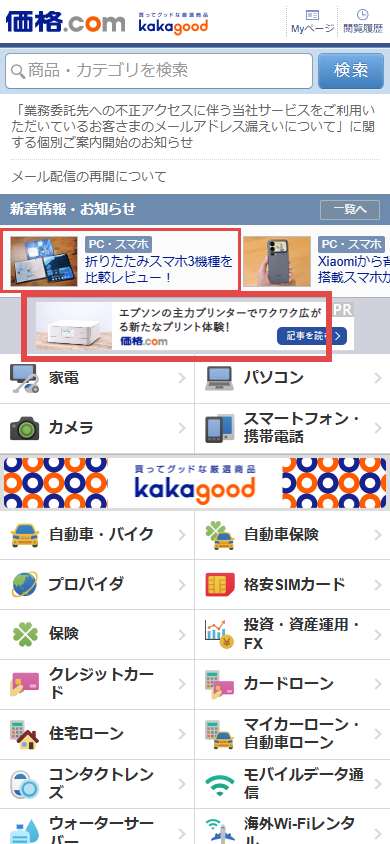 価格.com
買ってグッドな厳選商品
kakagood
Myページ
閲覧履歴
商品・カテゴリを検索
検索
「業務委託先への不正アクセスに伴う当社サービスをご利用い
ただいているお客さまのメールアドレス漏えいについて」に関
する個別ご案内開始のお知らせ
メール配信の再開について
新着情報・お知らせ
一覧へ
PC・スマホ
折りたたみスマホ3機種を
比較レビュー！
PC・スマホ
Xiaomiから背
搭載スマホが
エプソンの主力プリンターでワクワク広が
る新たなプリント体験！
価格.com
記事を読む
PR
家電
パソコン
カメラ
スマートフォン・
携帯電話
買ってグッドな厳選商品
kakagood
自動車・バイク
自動車保険
プロバイダ
格安SIMカード
保険
投資・資産運用・
FX
クレジットカー
ド
カードローン
住宅ローン
マイカーローン・
自動車ローン
コンタクトレン
ズ
モバイルデータ通
信
ウォーターサー
バー
海外Wi-Fiレンタ
ル